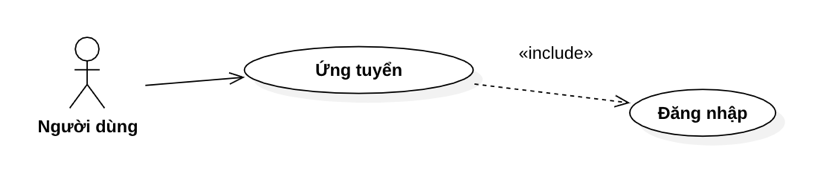 «include»
Ứng tuyển
Đăng nhập
Người dùng